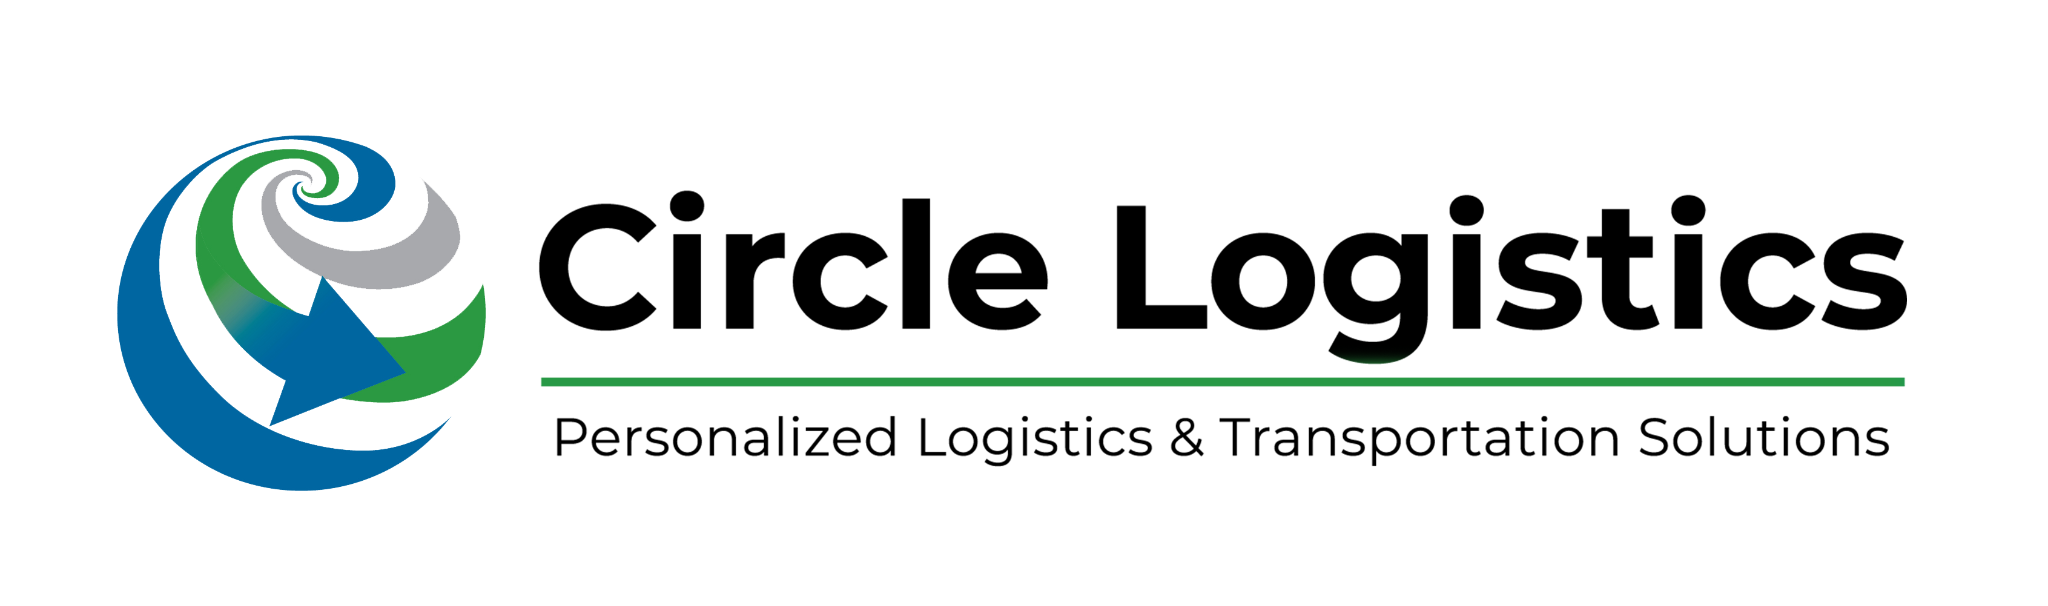 Circle Logistics
Personalized Logistics & Transportation Solutions